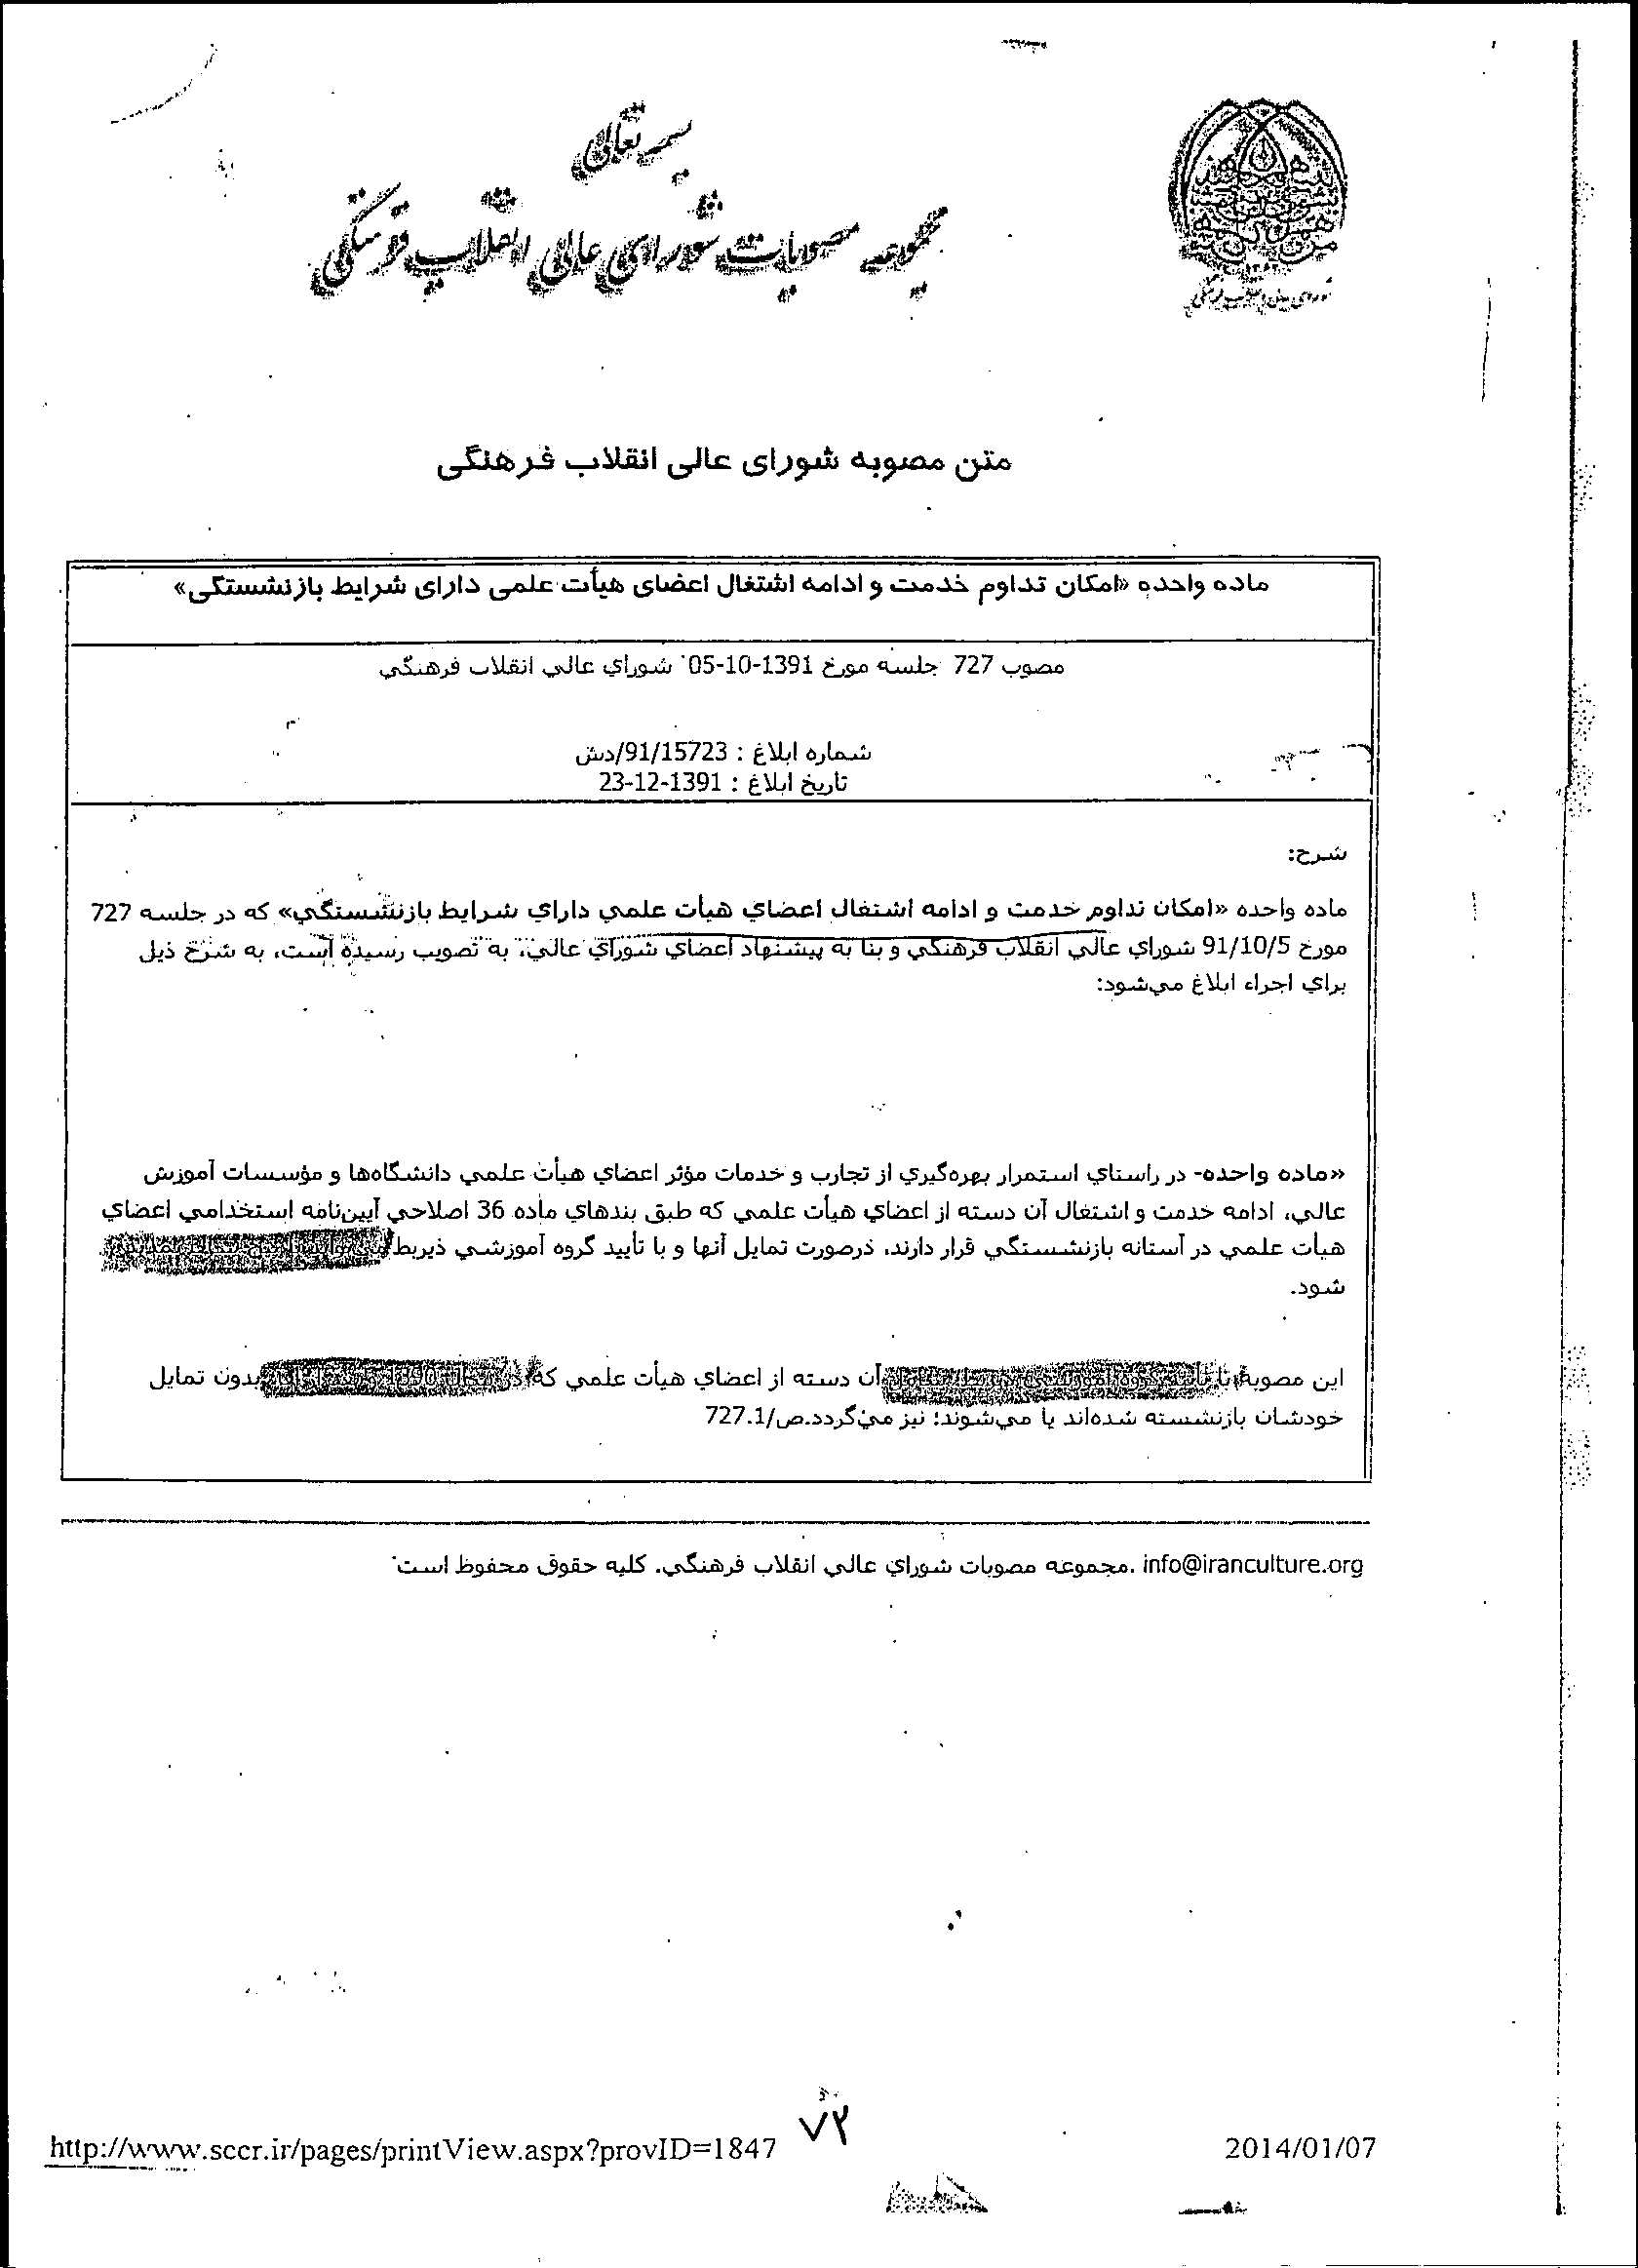 بسمه تعالی
مجموعه مصوبات شورای عالی انقلاب فرهنگی
متن مصوبه شورای عالی انقلاب فرهنگی
ماده واحده «امکان تداوم خدمت و ادامه اشتغال اعضای هیأت علمی دارای شرایط بازنشستگی»
مصوب 727 جلسه مورخ 1391-10-05 شوراي عالي انقلاب فرهنگي
شماره ابلاغ : 91/15723/دش
تاريخ ابلاغ : 1391-12-23
شرح:
ماده واحده «امكان تداوم خدمت و ادامه اشتغال اعضاي هيأت علمي داراي شرايط بازنشستگي» كه در جلسه 727
مورخ 91/10/5 شوراي عالي انقلاب فرهنگي و بنا به پيشنهاد اعضاي شوراي عالي، به تصويب رسيده است، به شرح ذيل
براي اجراء ابلاغ مي‌شود:
«ماده واحده- در راستاي استمرار بهره‌گيري از تجارب و خدمات مؤثر اعضاي هيأت علمي دانشگاه‌ها و مؤسسات آموزش
عالي، ادامه خدمت و اشتغال آن دسته از اعضاي هيأت علمي كه طبق بندهاي ماده 36 اصلاحي آيين‌نامه استخدامي اعضاي
هيأت علمي در آستانه بازنشستگي قرار دارند، درصورت تمايل آنها و با تأييد گروه آموزشي ذيربط
شود.
اين مصوبه آن دسته از اعضاي هيأت علمي كه بدون تمايل
خودشان بازنشسته شده‌اند يا مي‌شوند؛ نيز مي‌گردد.ص/727.1
info@iranculture.org .مجموعه مصوبات شوراي عالي انقلاب فرهنگي. كليه حقوق محفوظ است
۷۲
http://www.sccr.ir/pages/printView.aspx?provID=1847 2014/01/07